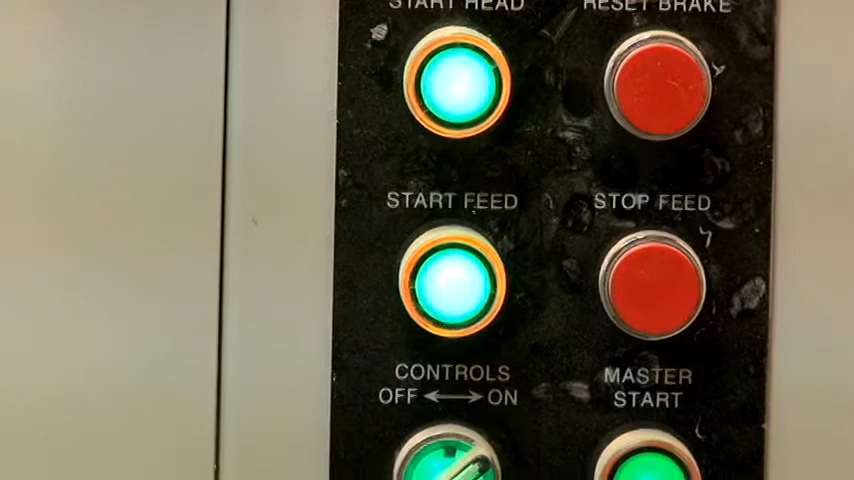 START HEAD
RESET BRAKE
START FEED
STOP FEED
CONTROLS
OFF ⟷ ON
MASTER
START